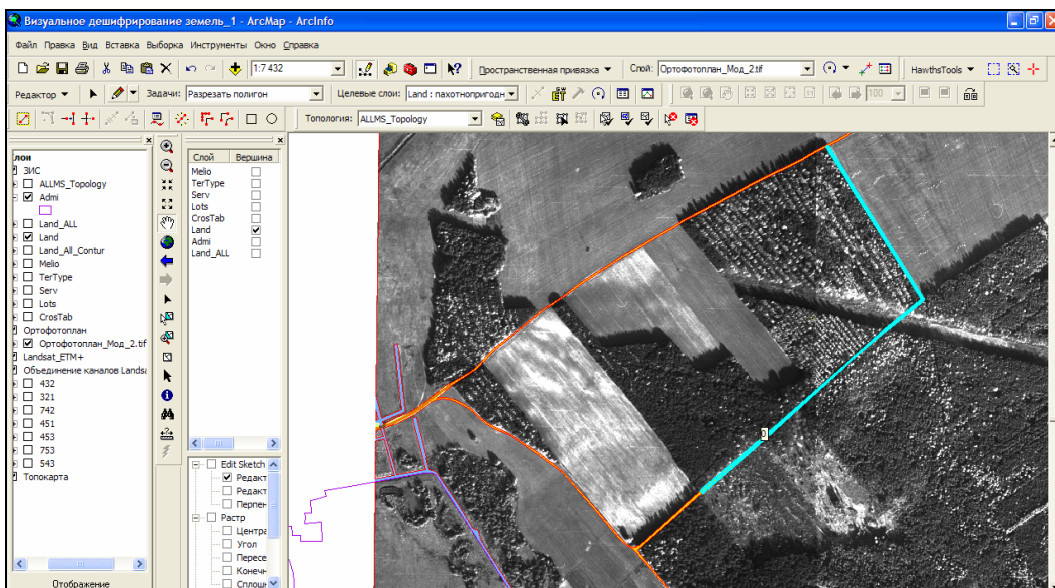 Визуальное дешифрирование земель_1 - ArcMap - ArcInfo
Файл Правка Вид Вставка Выборка Инструменты Окно Справка
1:7 432 Пространственная привязка Слой: Ортофотоплан_Мод_2.tif HawthsTools
Редактор Задачи: Разрезать полигон Целевые слои: Land : пахотнопригодн 100
Топология: ALLMS_Topology
лои
ЗИС
ALLMS_Topology
Admi
Land_ALL
Land
Land_All_Contur
Melio
TerType
Serv
Lots
CrosTab
Ортофотоплан
Ортофотоплан_Мод_2.tif
Landsat_ETM+
Объединение каналов Landsa
432
321
742
451
453
753
543
Топокарта
Отображение
Слой Вершина
Melio
TerType
Serv
Lots
CrosTab
Land
Admi
Land_ALL
Edit Sketch
Редакт
Редакт
Перпен
Растр
Центра
Угол
Пересе
Конечн
Сплошн